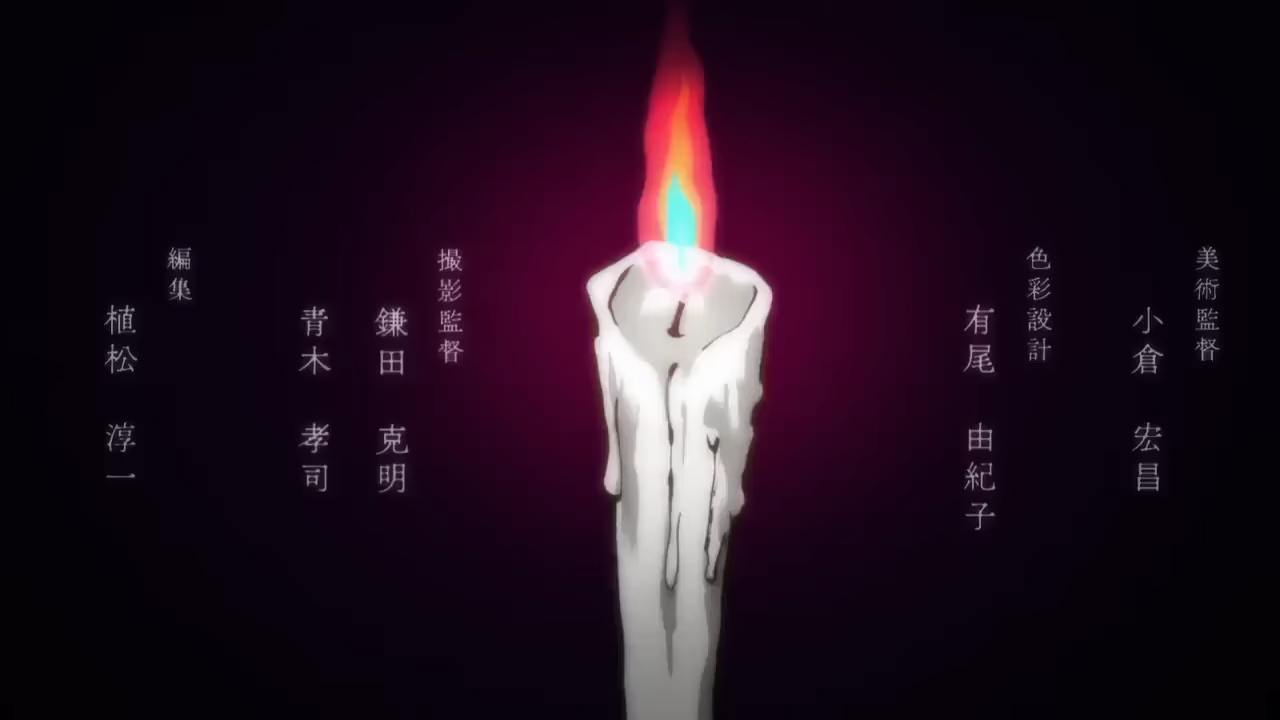 美術監督
小倉 宏昌
色彩設計
有尾 由紀子
撮影監督
鎌田 克明
青木 孝司
編集
植松 淳一